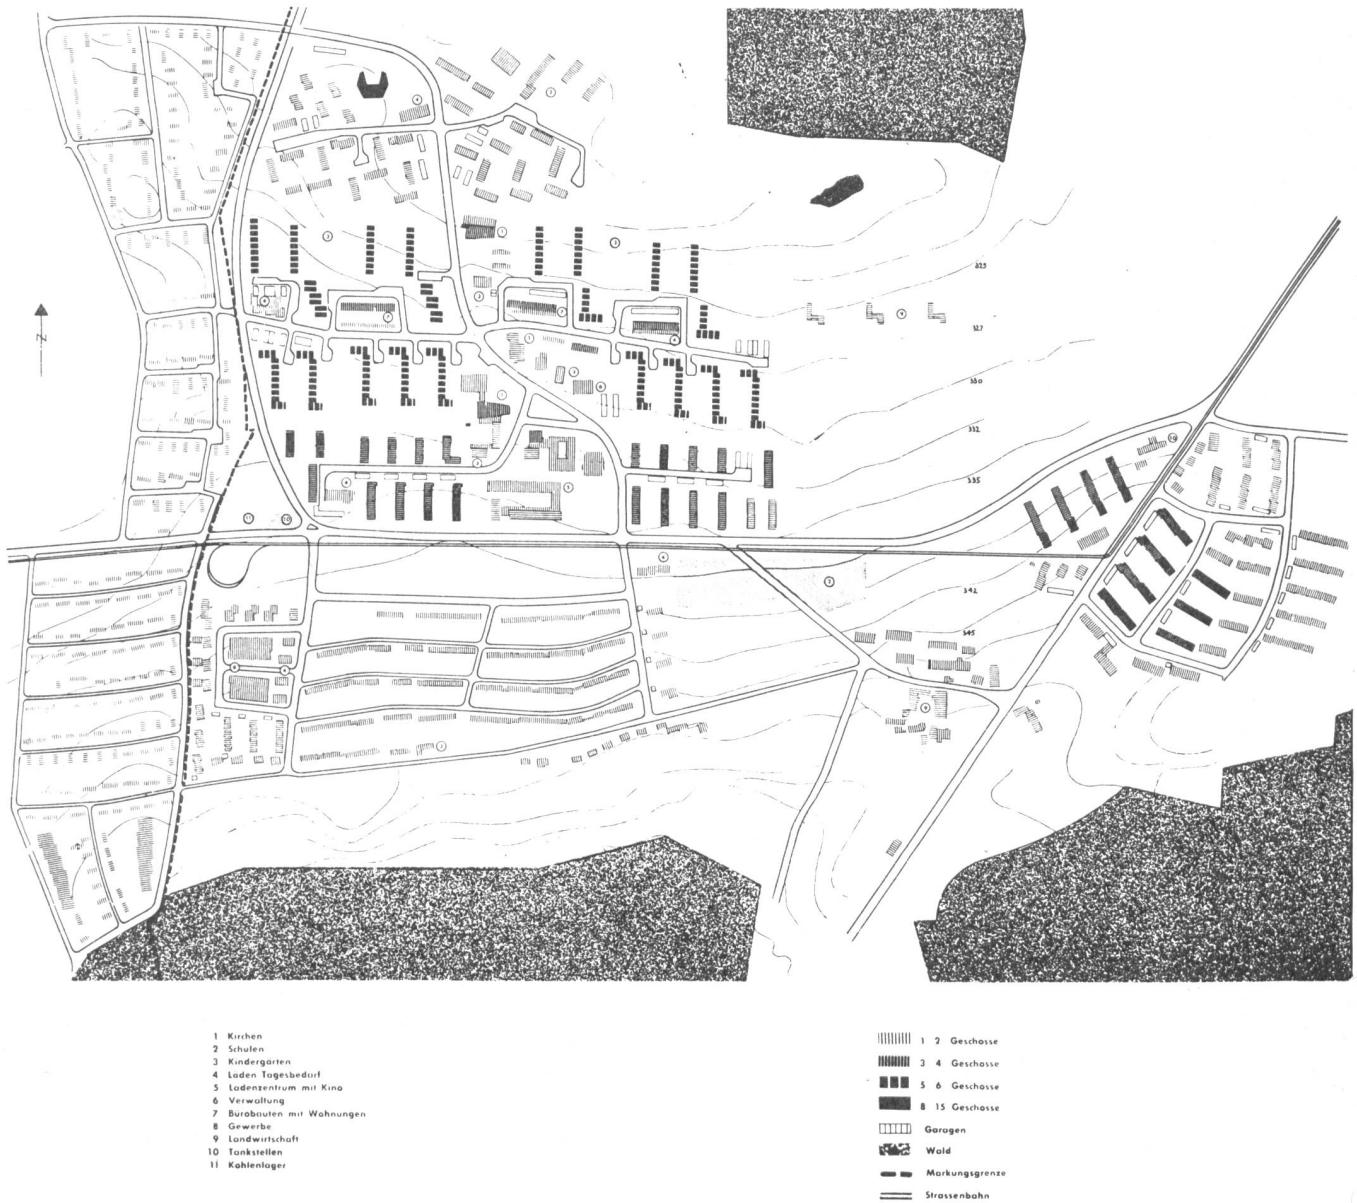 N
325
327
330
332
335
342
345
1 Kirchen
2 Schulen
3 Kindergärten
4 Laden Tagesbedarf
5 Ladenzentrum mit Kino
6 Verwaltung
7 Bürobauten mit Wohnungen
8 Gewerbe
9 Landwirtschaft
10 Tankstellen
11 Kohlenlager
1 2 Geschosse
3 4 Geschosse
5 6 Geschosse
8 15 Geschosse
Garagen
Wald
Markungsgrenze
Strassenbahn